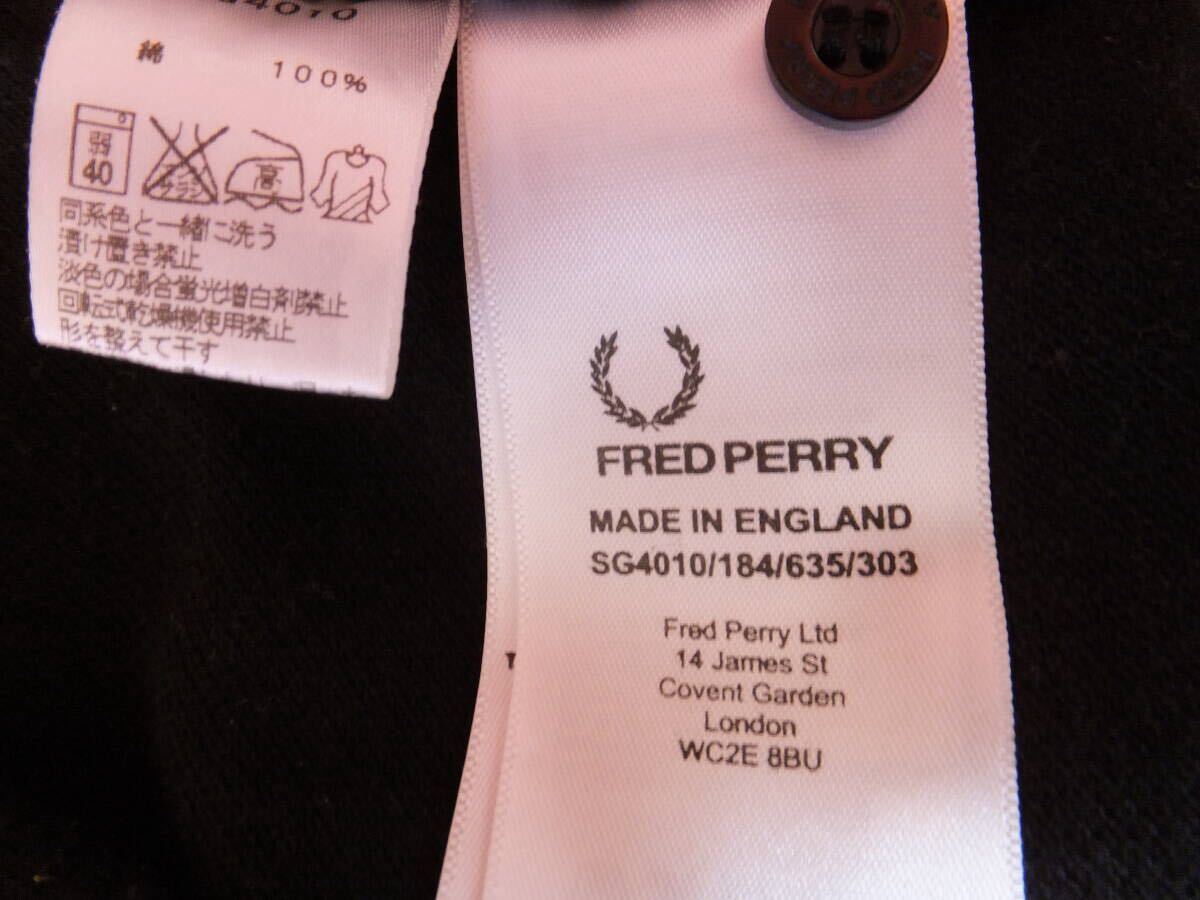 綿 100%
弱
40
高
同系色と一緒に洗う
漬け置き禁止
淡色の場合蛍光増白剤禁止
回転式乾燥機使用禁止
形を整えて干す
FRED PERRY
MADE IN ENGLAND
SG4010/184/635/303
Fred Perry Ltd
14 James St
Covent Garden
London
WC2E 8BU